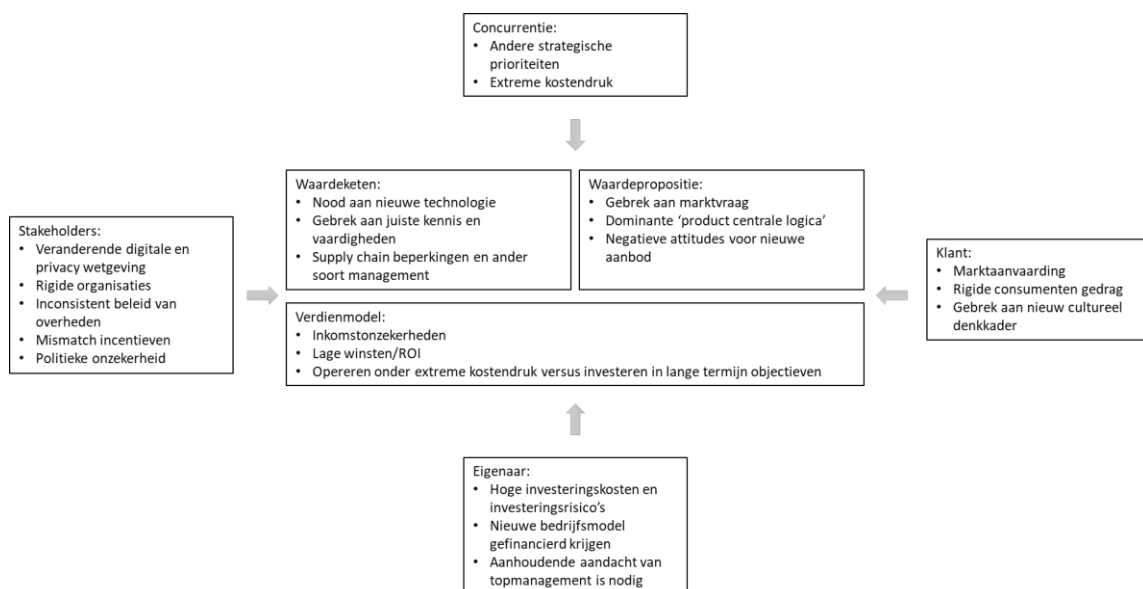 Concurrentie:
• Andere strategische
prioriteiten
• Extreme kostendruk
Waardeketen:
• Nood aan nieuwe technologie
• Gebrek aan juiste kennis en
vaardigheden
• Supply chain beperkingen en ander
soort management
Waardepropositie:
• Gebrek aan marktvraag
• Dominante ‘product centrale logica’
• Negatieve attitudes voor nieuwe
aanbod
Stakeholders:
• Veranderende digitale en
privacy wetgeving
• Rigide organisaties
• Inconsistent beleid van
overheden
• Mismatch incentieven
• Politieke onzekerheid
Klant:
• Marktaanvaarding
• Rigide consumenten gedrag
• Gebrek aan nieuw cultureel
denkkader
Verdienmodel:
• Inkomstonzekerheden
• Lage winsten/ROI
• Opereren onder extreme kostendruk versus investeren in lange termijn objectieven
Eigenaar:
• Hoge investeringskosten en
investeringsrisico’s
• Nieuwe bedrijfsmodel
gefinancierd krijgen
• Aanhoudende aandacht van
topmanagement is nodig